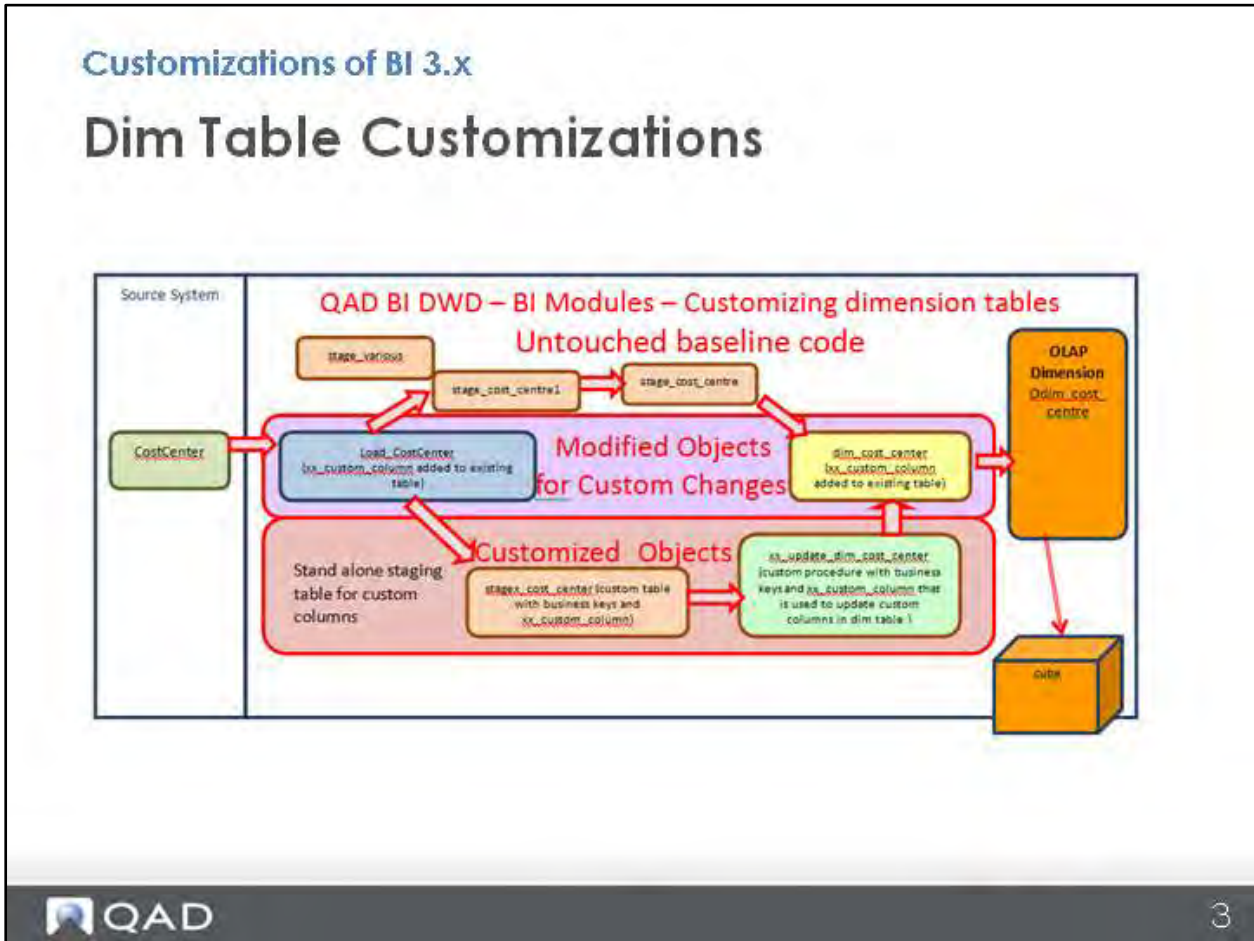 Customizations of BI 3.x
Dim Table Customizations
Source System
QAD BI DWD – BI Modules – Customizing dimension tables
Untouched baseline code
stage_various
stage_cost_centre1
stage_cost_centre
OLAP
Dimension
Odim_cost_
centre
CostCenter
Load_CostCenter
(xx_custom_column added to existing
table)
Modified Objects
for Custom Changes
dim_cost_center
(xx_custom_column
added to existing table)
Customized Objects
Stand alone staging
table for custom
columns
stagex_cost_center (custom table
with business keys and
xx_custom_column)
xx_update_dim_cost_center
(custom procedure with business
keys and xx_custom_column that
is used to update custom
columns in dim table )
cube
QAD
3